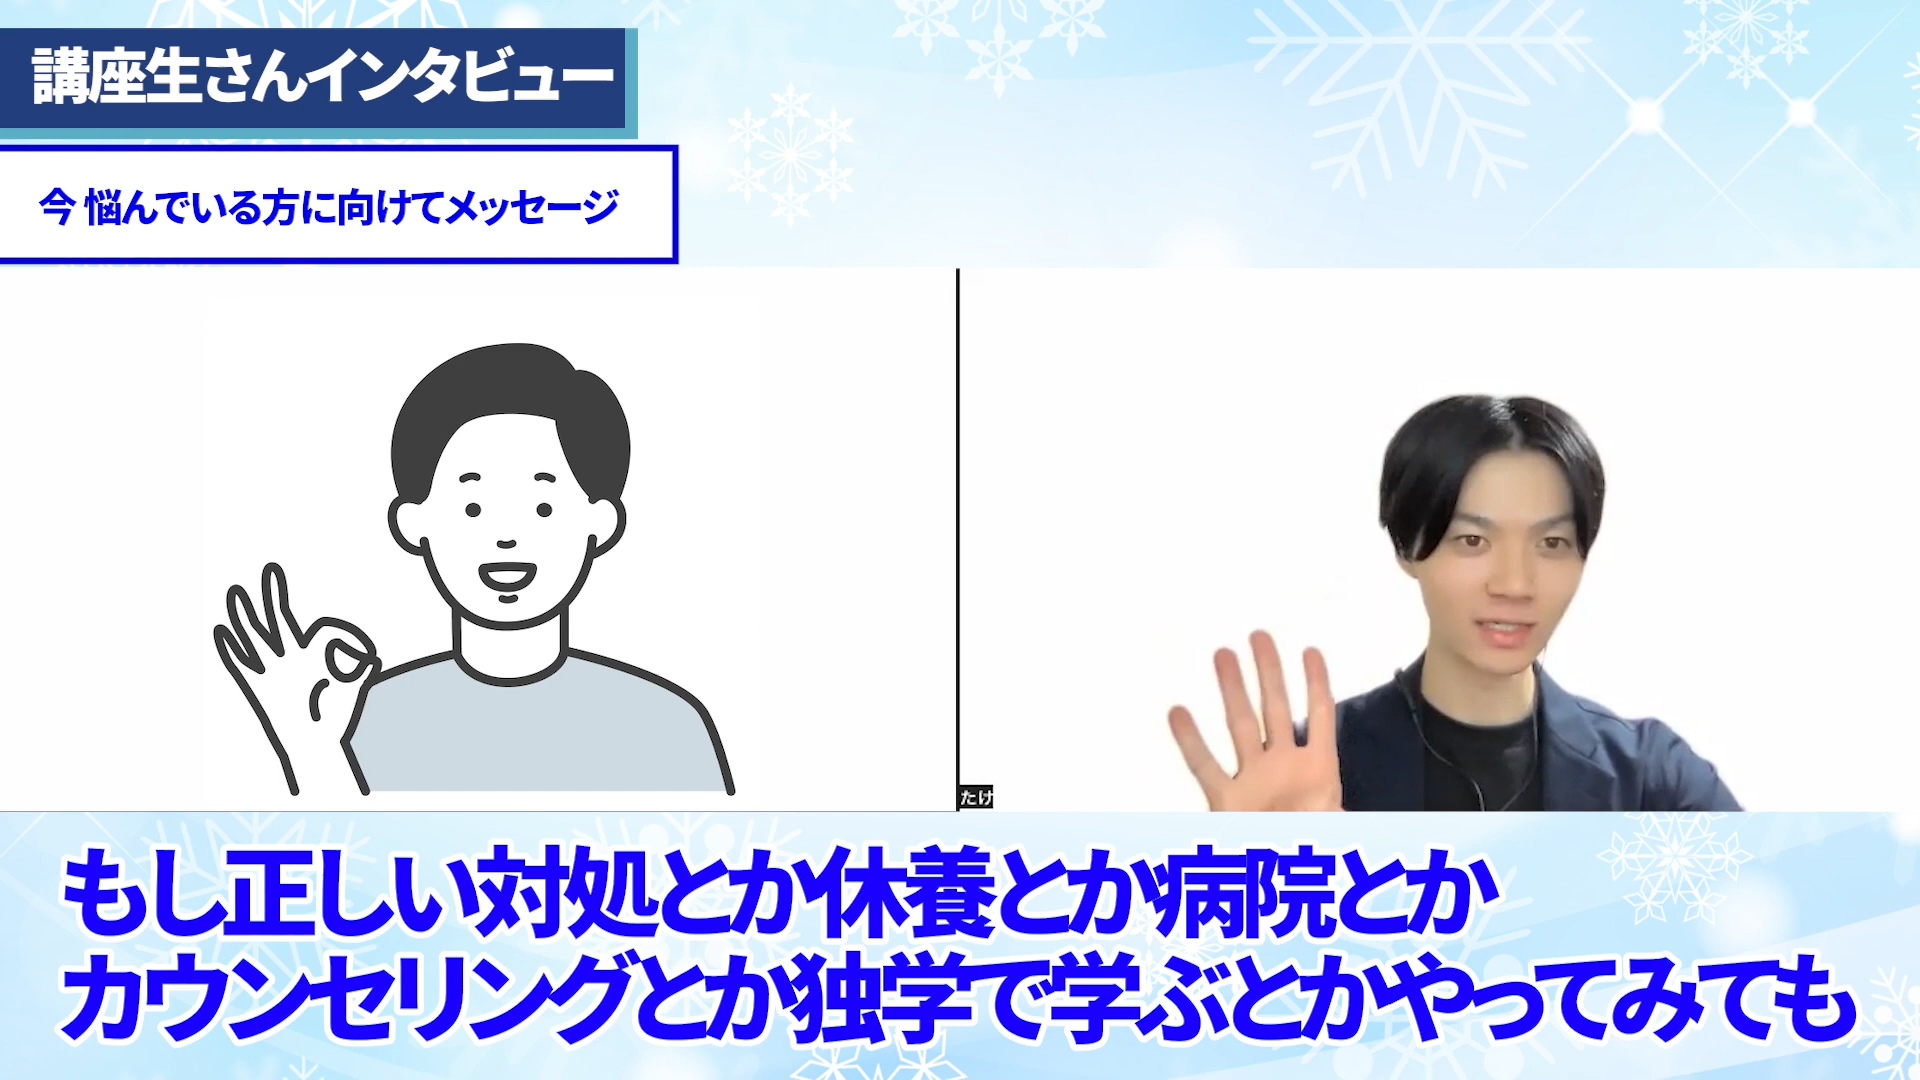 講座生さんインタビュー
今 悩んでいる方に向けてメッセージ
たけ
もし正しい対処とか休養とか病院とか
カウンセリングとか独学で学ぶとかやってみても